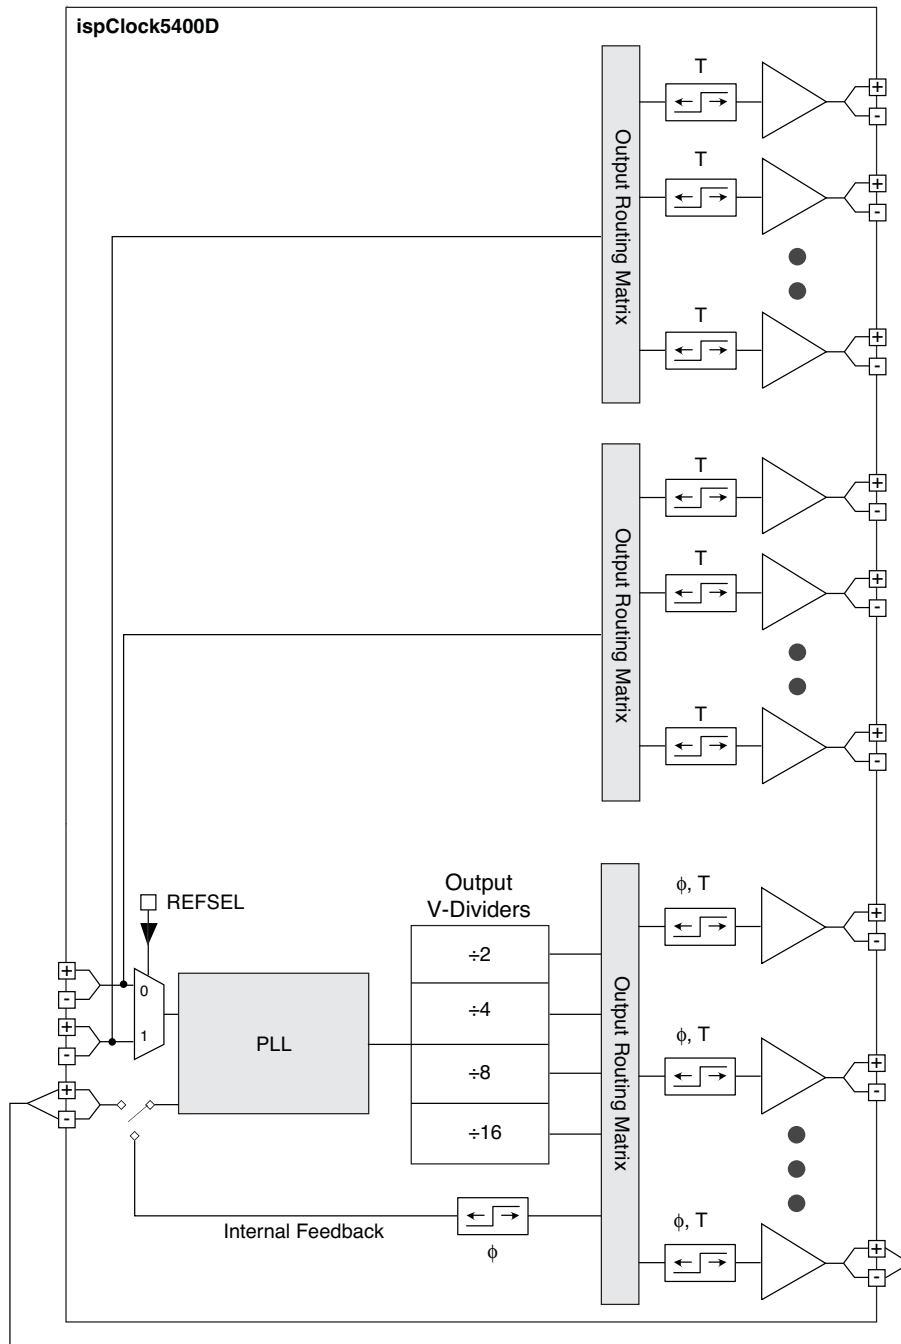 ispClock5400D
T
+
-
T
+
-
T
+
-
Output Routing Matrix
T
+
-
T
+
-
T
+
-
Output Routing Matrix
REFSEL
+
-
0
+
-
1
+
-
PLL
Output
V-Dividers
÷2
÷4
÷8
÷16
Internal Feedback
ϕ
Output Routing Matrix
ϕ, T
+
-
ϕ, T
+
-
ϕ, T
+
-